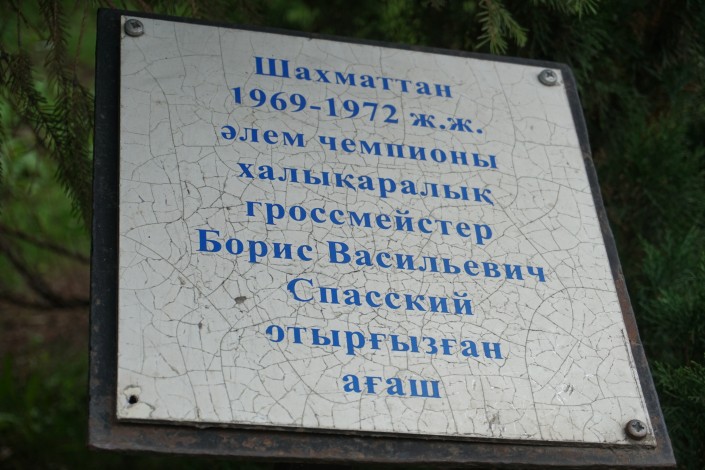 Шахматтан
1969-1972 ж.ж.
әлем чемпионы
халықаралық
гроссмейстер
Борис Васильевич
Спасский
отырғызған
ағаш